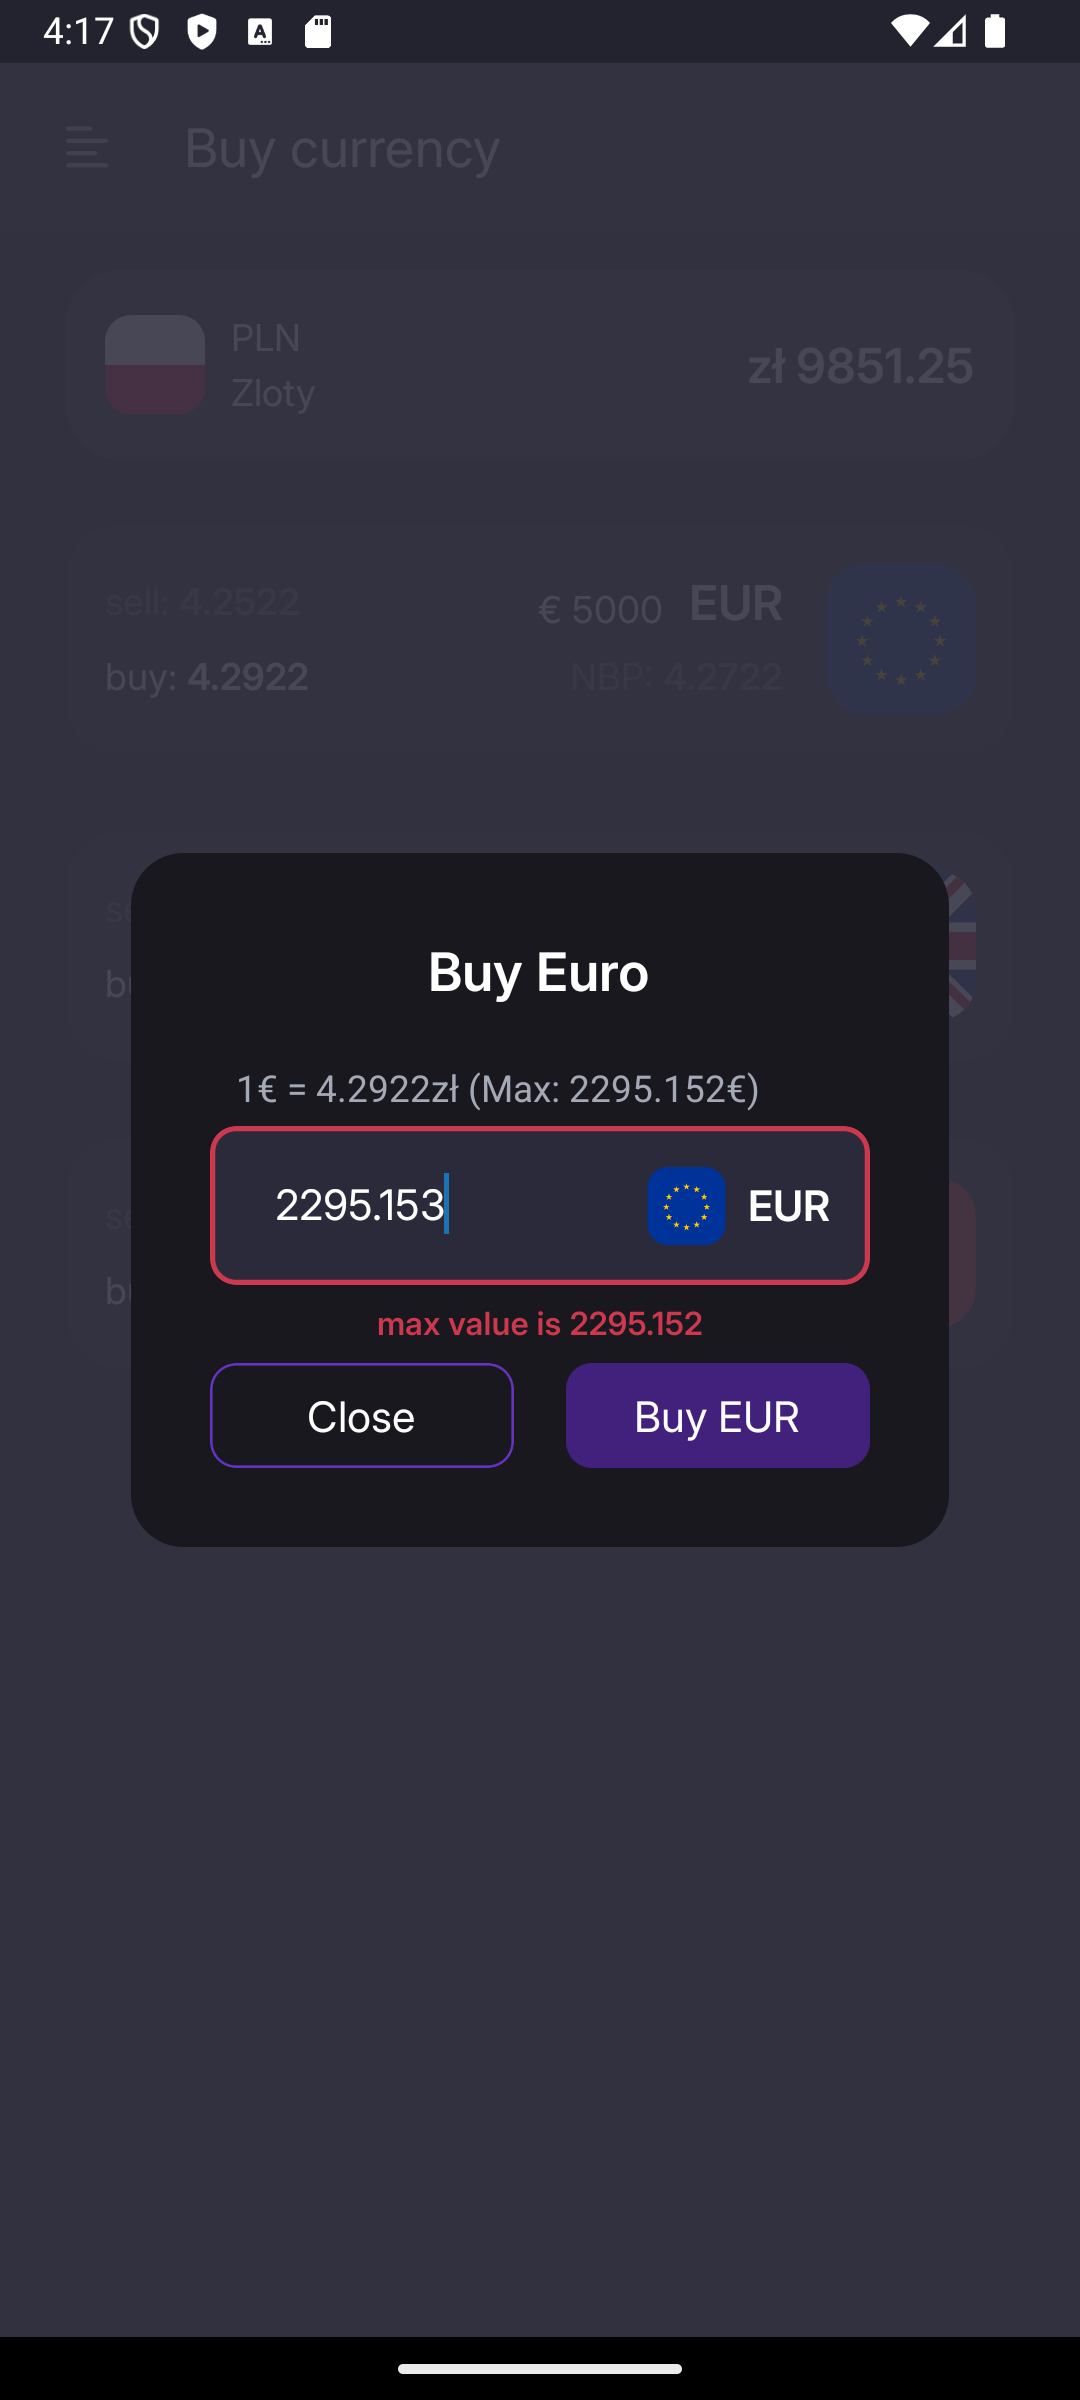 4:17
Buy currency
PLN
Zloty
zł 9851.25
sell: 4.2522
€ 5000 EUR
buy: 4.2922
NBP: 4.2722
Buy Euro
1€ = 4.2922zł (Max: 2295.152€)
2295.153
EUR
max value is 2295.152
Close
Buy EUR